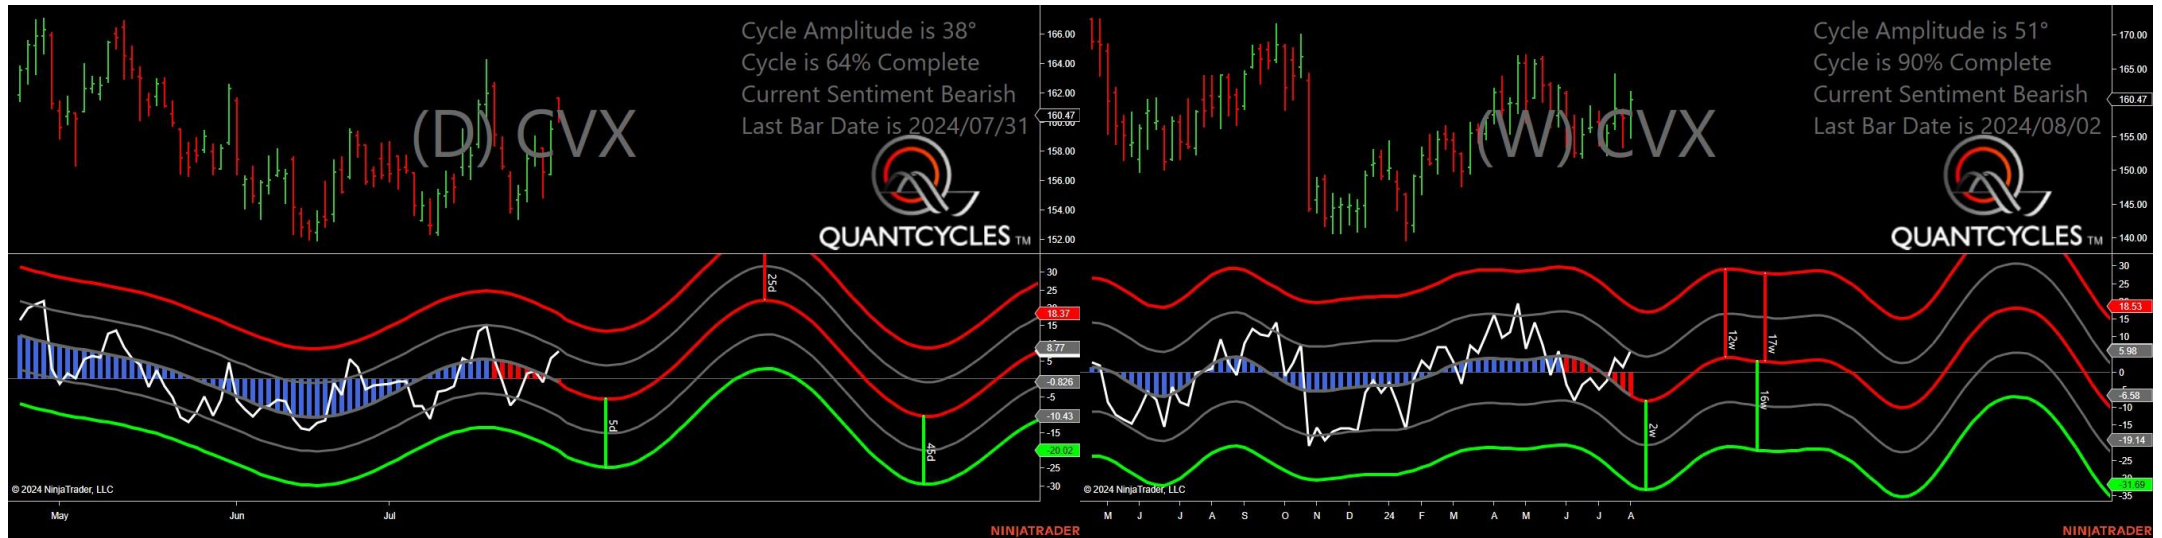 Cycle Amplitude is 38°
Cycle is 64% Complete
Current Sentiment Bearish
Last Bar Date is 2024/07/31
(D) CVX
QUANTCYCLES TM
166.00
164.00
162.00
160.47
160.00
158.00
156.00
154.00
152.00
30
25
18.37
15
8.77
5
-0.826
-5
-10.43
-15
-20.02
-25
-30
25d
5d
45d
© 2024 NinjaTrader, LLC
May Jun Jul
NINJATRADER
Cycle Amplitude is 51°
Cycle is 90% Complete
Current Sentiment Bearish
Last Bar Date is 2024/08/02
(W) CVX
QUANTCYCLES TM
170.00
165.00
160.47
155.00
150.00
145.00
140.00
30
25
18.53
15
10
5.98
0
-6.58
-10
-15
-19.14
-25
-31.69
-35
12w
17w
16w
2w
© 2024 NinjaTrader, LLC
M J J A S O N D 24 F M A M J J A
NINJATRADER